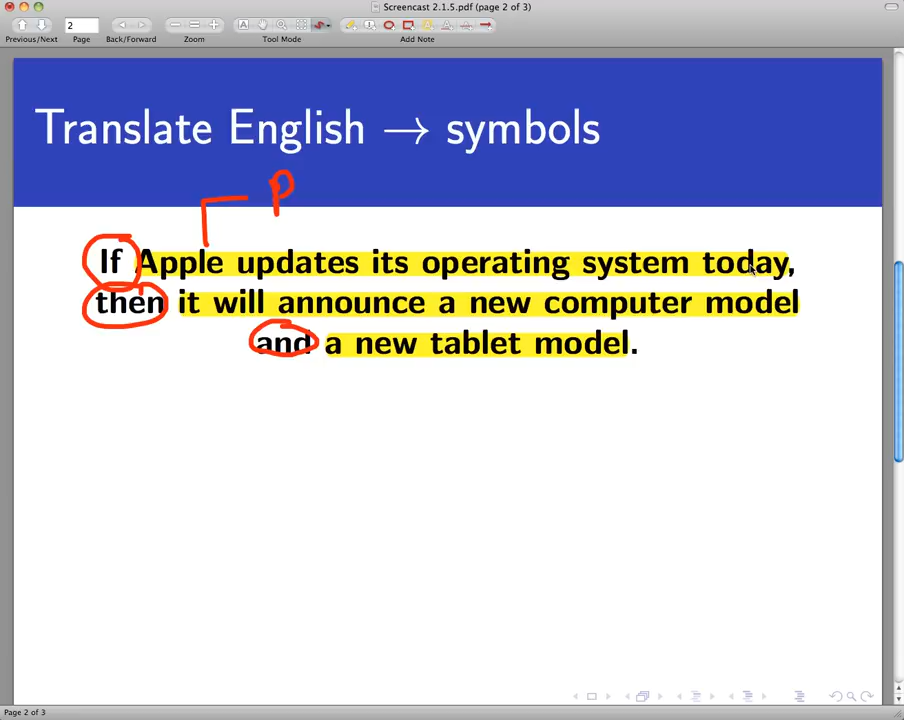 Screencast 2.1.5.pdf (page 2 of 3)
2
Previous/Next Page Back/Forward Zoom Tool Mode Add Note
Translate English → symbols
P
If Apple updates its operating system today,
then it will announce a new computer model
and a new tablet model.
Page 2 of 3